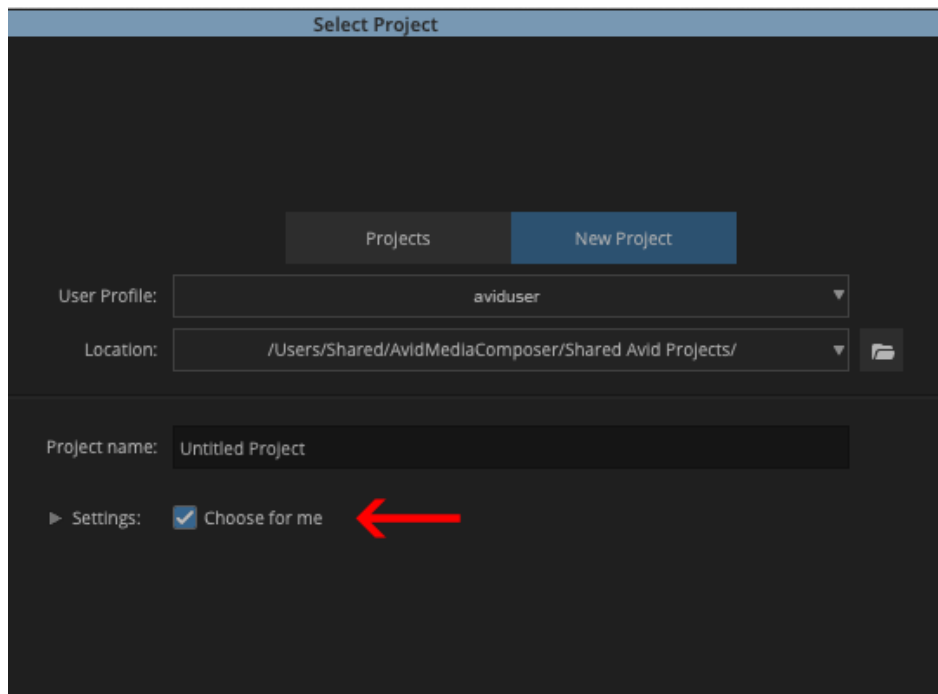 Select Project
Projects New Project
User Profile: aviduser
Location: /Users/Shared/AvidMediaComposer/Shared Avid Projects/
Project name: Untitled Project
Settings: Choose for me